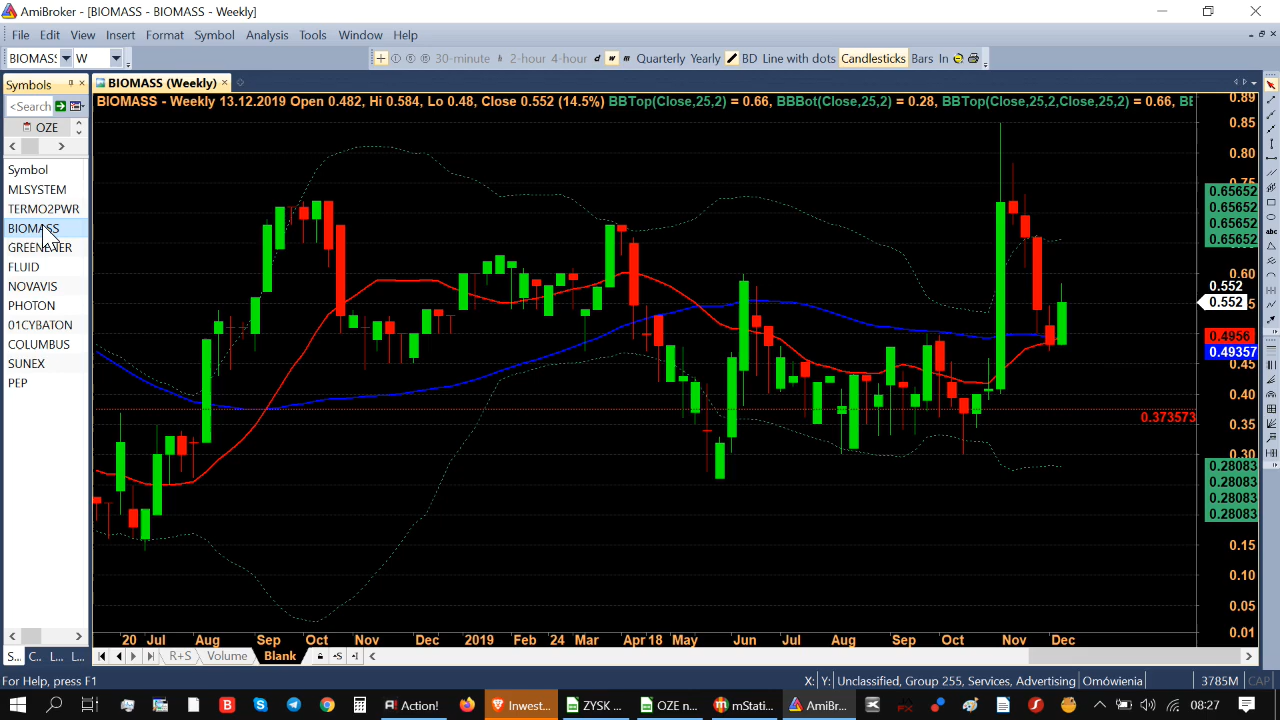 AmiBroker - [BIOMASS - BIOMASS - Weekly]
File Edit View Insert Format Symbol Analysis Tools Window Help
BIOMAS: W 30-minute h 2-hour 4-hour d w m Quarterly Yearly BD Line with dots Candlesticks Bars In
Symbols
BIOMASS (Weekly)
<Search
BIOMASS - Weekly 13.12.2019 Open 0.482, Hi 0.584, Lo 0.48, Close 0.552 (14.5%) BBTop(Close,25,2) = 0.66, BBBot(Close,25,2) = 0.28, BBTop(Close,25,2,Close,25,2) = 0.66,
OZE
Symbol
MLSYSTEM
TERMO2PWR
BIOMASS
FLUID
NOVAVIS
PHOTON
01CYBATON
COLUMBUS
SUNEX
PEP
0.89
0.85
0.80
0.75
0.65652
0.65652
0.65652
0.65652
0.60
0.552
0.552
0.4956
0.49357
0.45
0.40
0.373573
0.35
0.30
0.28083
0.28083
0.28083
0.28083
0.15
0.10
0.05
0.01
20 Jul Aug Sep Oct Nov Dec 2019 Feb 24 Mar Apr 18 May Jun Jul Aug Sep Oct Nov Dec
S... C... L... L... R+S Volume Blank
For Help, press F1
X: Y: Unclassified, Group 255, Services, Advertising Omówienia 3785M CAP
Action! Inwest... ZYSK ... OZE n... mStati... AmiBr... 08:27